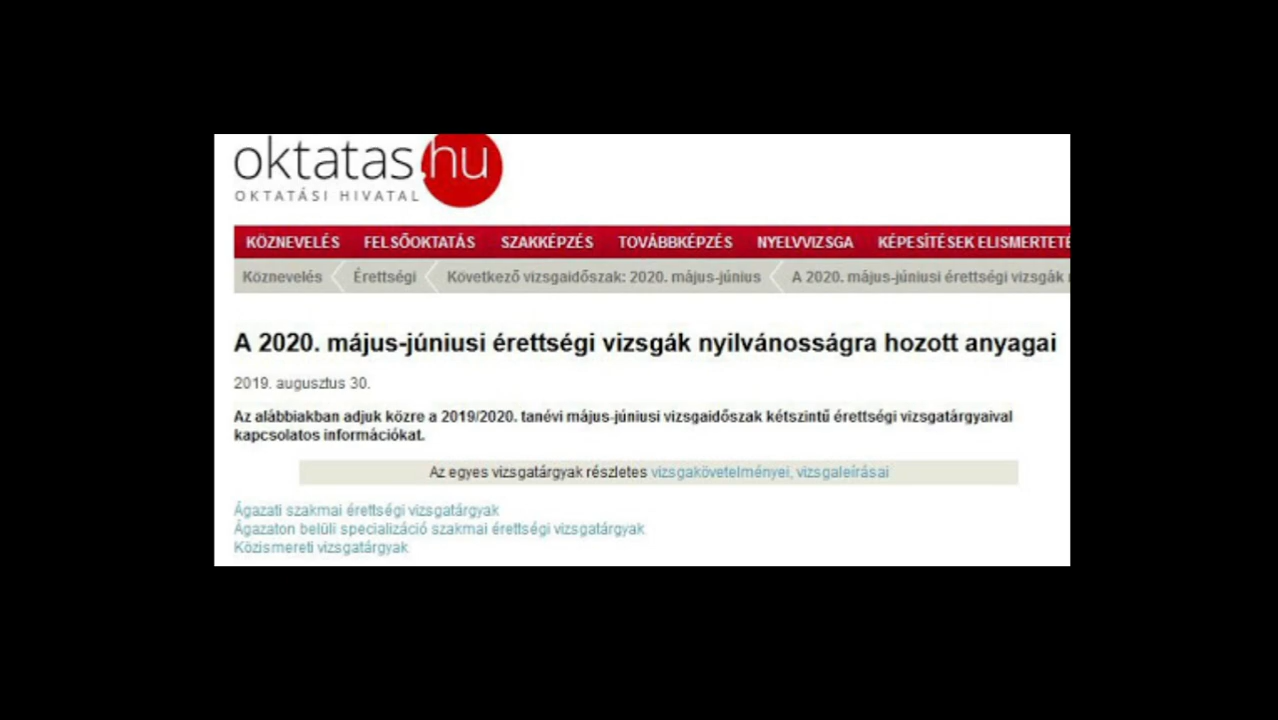 oktatas.hu
OKTATÁSI HIVATAL
KÖZNEVELÉS FELSŐOKTATÁS SZAKKÉPZÉS TOVÁBBKÉPZÉS NYELVVIZSGA KÉPESÍTÉSEK ELISMERTETÉ
Köznevelés Érettségi Következő vizsgaidőszak: 2020. május-június A 2020. május-júniusi érettségi vizsgák
A 2020. május-júniusi érettségi vizsgák nyilvánosságra hozott anyagai
2019. augusztus 30.
Az alábbiakban adjuk közre a 2019/2020. tanévi május-júniusi vizsgaidőszak kétszintű érettségi vizsgatárgyaival
kapcsolatos információkat.
Az egyes vizsgatárgyak részletes vizsgakövetelményei, vizsgaleírásai
Ágazati szakmai érettségi vizsgatárgyak
Ágazaton belüli specializáció szakmai érettségi vizsgatárgyak
Közismereti vizsgatárgyak